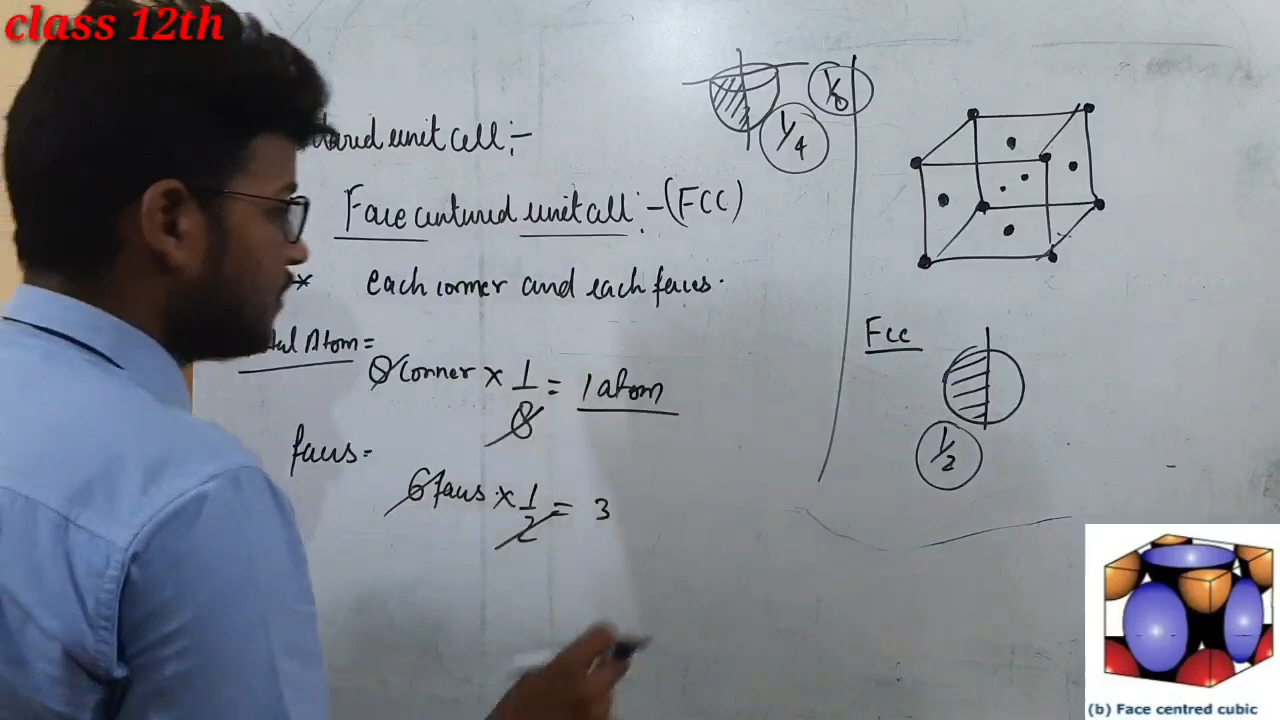 class 12th
unit cell :-
Face centured unit cell :- (FCC)
* each corner and each faces.
Atom =
8 corner × 1/8 = 1 atom
faces =
6 faces × 1/2 = 3
1/4
1/8
Fcc
1/2
(b) Face centred cubic